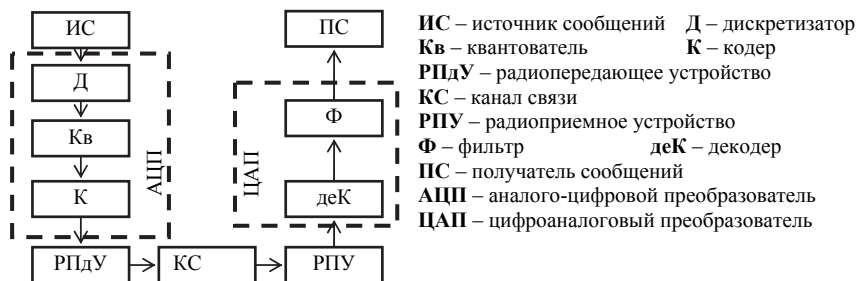 ИС
Д
Кв
К
АЦП
РПдУ
КС
РПУ
деК
Ф
ЦАП
ПС
ИС – источник сообщений Д – дискретизатор
Кв – квантователь К – кодер
РПдУ – радиопередающее устройство
КС – канал связи
РПУ – радиоприемное устройство
Ф – фильтр деК – декодер
ПС – получатель сообщений
АЦП – аналого-цифровой преобразователь
ЦАП – цифроаналоговый преобразователь